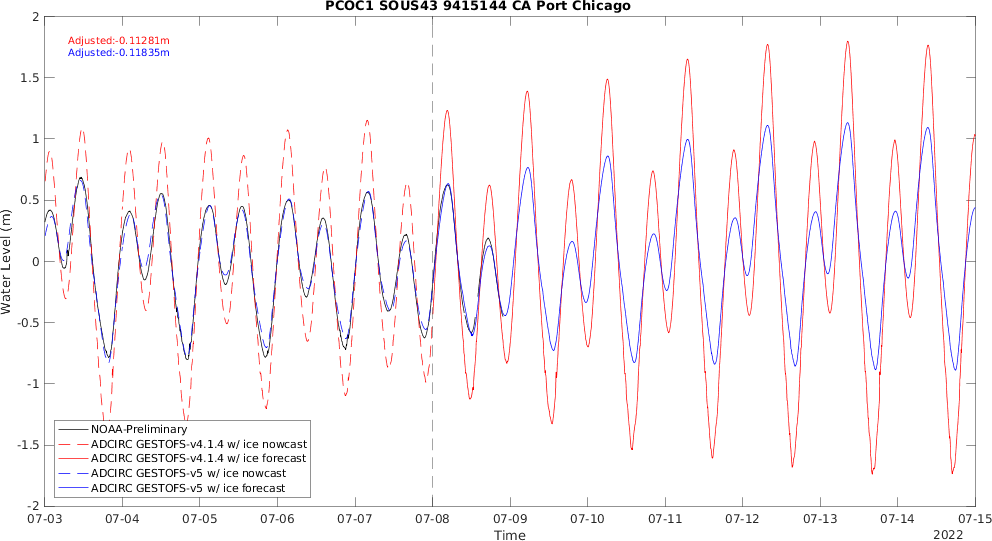 PCOC1 SOUS43 9415144 CA Port Chicago
Adjusted:-0.11281m
Adjusted:-0.11835m
2
1.5
1
0.5
0
-0.5
-1
-1.5
-2
Water Level (m)
NOAA-Preliminary
ADCIRC GESTOFS-v4.1.4 w/ ice nowcast
ADCIRC GESTOFS-v4.1.4 w/ ice forecast
ADCIRC GESTOFS-v5 w/ ice nowcast
ADCIRC GESTOFS-v5 w/ ice forecast
07-03 07-04 07-05 07-06 07-07 07-08 07-09 07-10 07-11 07-12 07-13 07-14 07-15
Time
2022